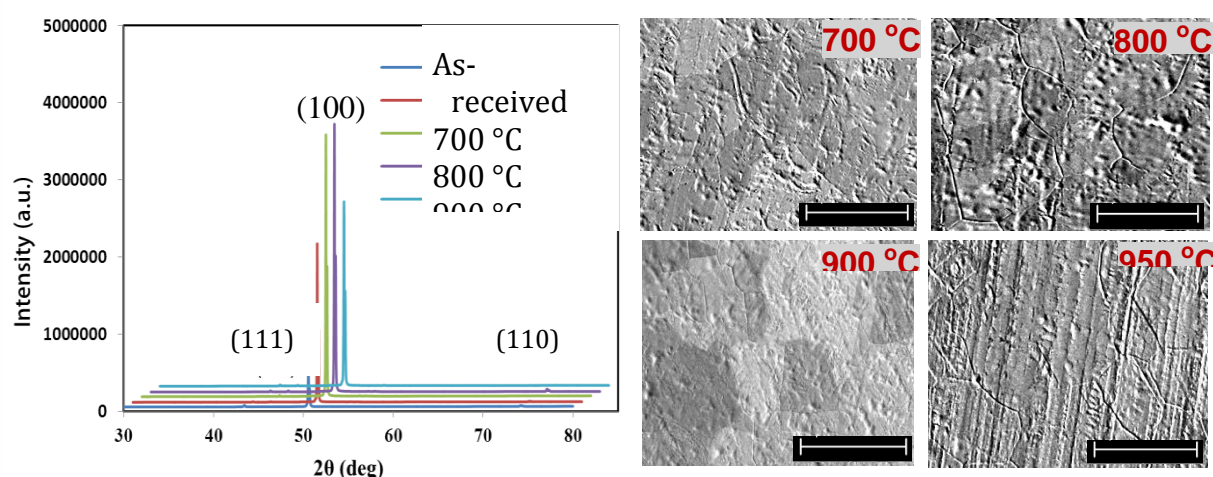 5000000
4000000
3000000
2000000
1000000
0
Intensity (a.u.)
30 40 50 60 70 80
2θ (deg)
(111)
(100)
(110)
As-
received
700 °C
800 °C
900 °C
700 °C
800 °C
900 °C
950 °C